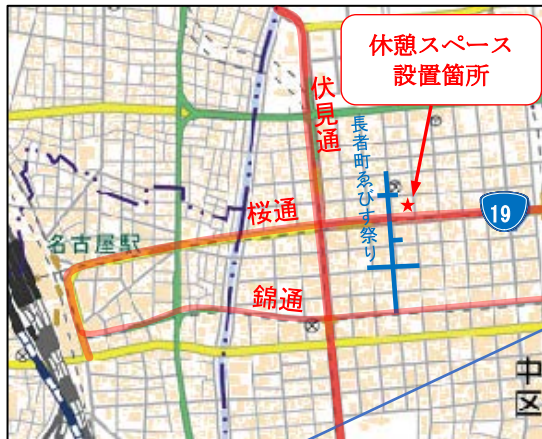 休憩スペース
設置箇所
伏見通
長者町ゑびす祭り
19
桜通
名古屋駅
錦通
中区